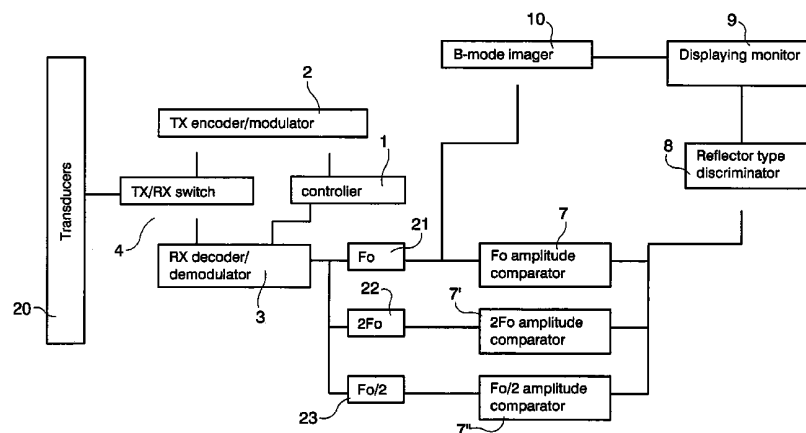 10
9
B-mode imager
Displaying monitor
2
TX encoder/modulator
1
8
Reflector type
discriminator
Transducers
TX/RX switch
controller
4
21
7
RX decoder/
demodulator
Fo
Fo amplitude
comparator
3
22
7'
20
2Fo
2Fo amplitude
comparator
Fo/2
Fo/2 amplitude
comparator
23
7"